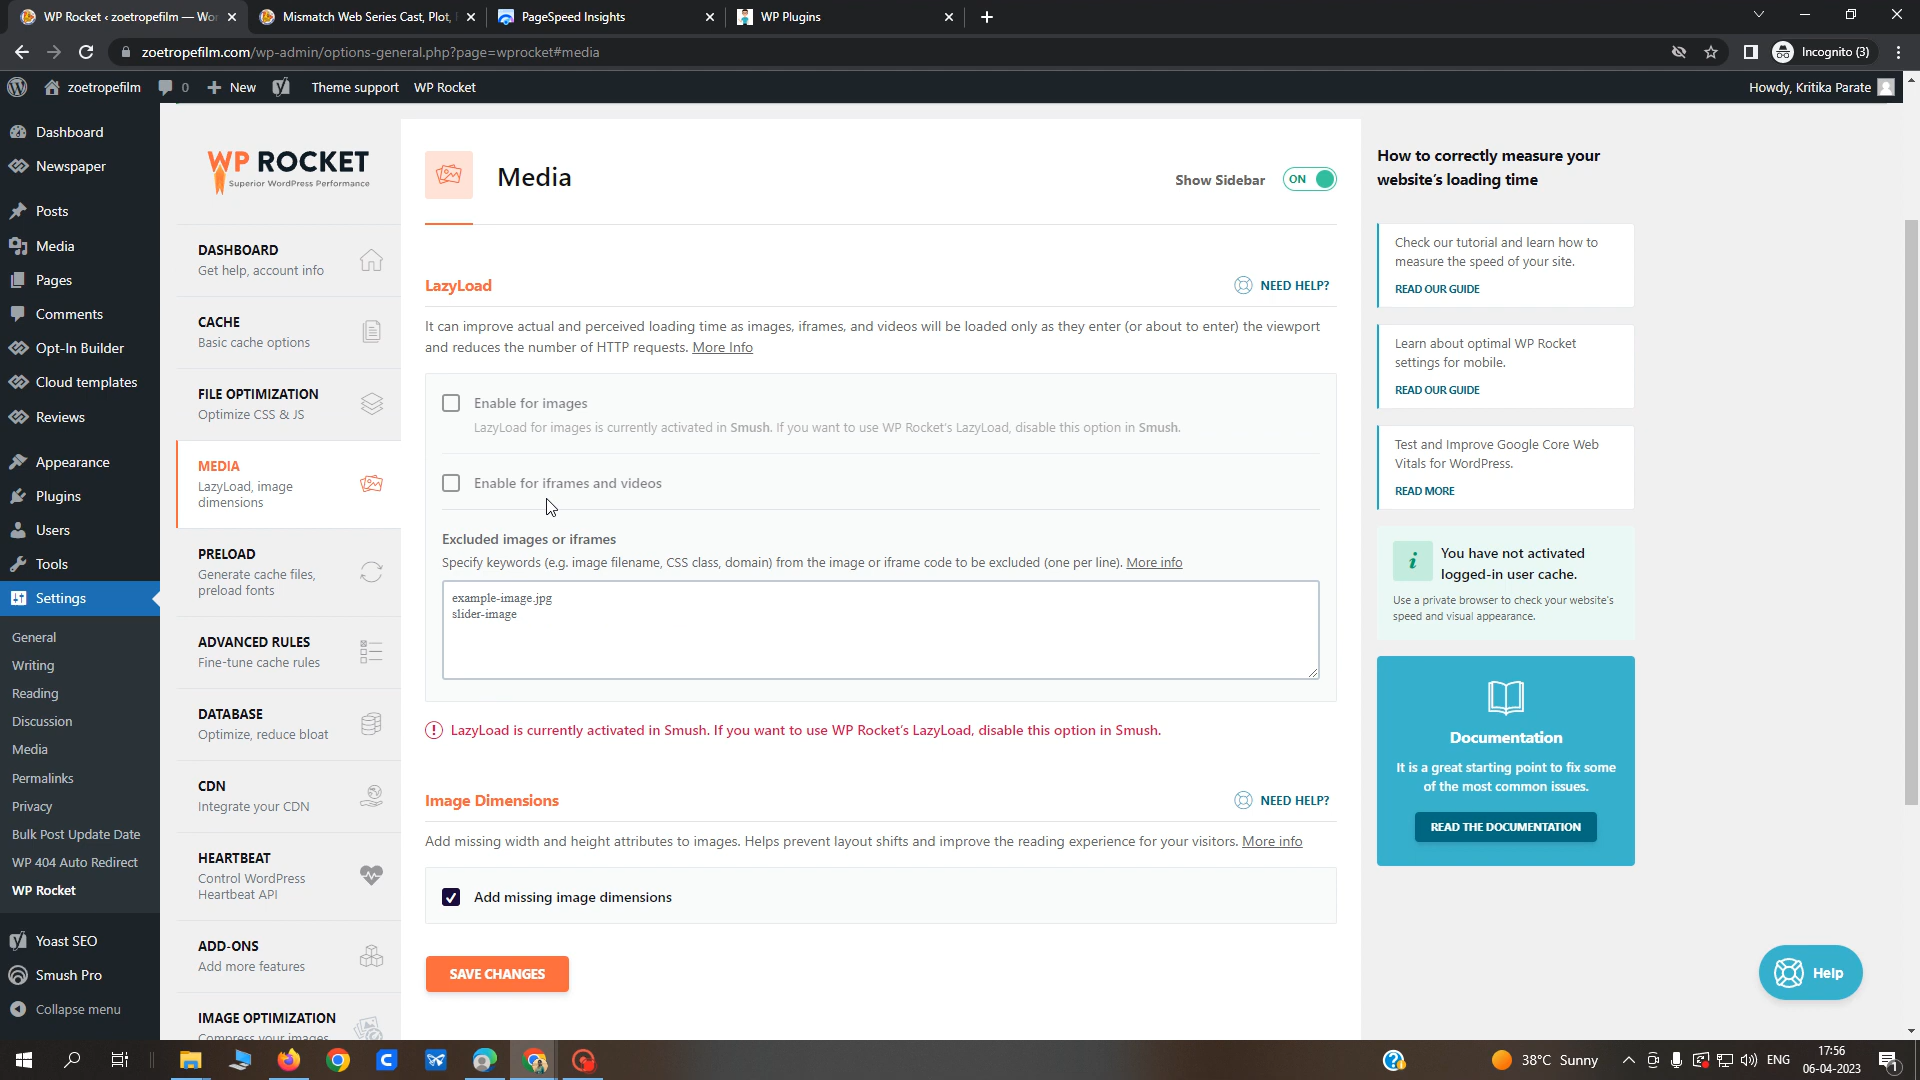 WP Rocket ‹ zoetropefilm — Wor
Mismatch Web Series Cast, Plot,
PageSpeed Insights
WP Plugins
zoetropefilm.com/wp-admin/options-general.php?page=wprocket#media
Incognito (3)
zoetropefilm
0
New
Theme support
WP Rocket
Howdy, Kritika Parate
Dashboard
Newspaper
Posts
Media
Pages
Comments
Opt-In Builder
Cloud templates
Reviews
Appearance
Plugins
Users
Tools
Settings
General
Writing
Reading
Discussion
Media
Permalinks
Privacy
Bulk Post Update Date
WP 404 Auto Redirect
WP Rocket
Yoast SEO
Smush Pro
Collapse menu
WP ROCKET
Superior WordPress Performance
DASHBOARD
Get help, account info
CACHE
Basic cache options
FILE OPTIMIZATION
Optimize CSS & JS
MEDIA
LazyLoad, image
dimensions
PRELOAD
Generate cache files,
preload fonts
ADVANCED RULES
Fine-tune cache rules
DATABASE
Optimize, reduce bloat
CDN
Integrate your CDN
HEARTBEAT
Control WordPress
Heartbeat API
ADD-ONS
Add more features
IMAGE OPTIMIZATION
Compress your images
Media
Show Sidebar
ON
LazyLoad
NEED HELP?
It can improve actual and perceived loading time as images, iframes, and videos will be loaded only as they enter (or about to enter) the viewport
and reduces the number of HTTP requests. More Info
Enable for images
LazyLoad for images is currently activated in Smush. If you want to use WP Rocket's LazyLoad, disable this option in Smush.
Enable for iframes and videos
Excluded images or iframes
Specify keywords (e.g. image filename, CSS class, domain) from the image or iframe code to be excluded (one per line). More info
example-image.jpg
slider-image
LazyLoad is currently activated in Smush. If you want to use WP Rocket's LazyLoad, disable this option in Smush.
Image Dimensions
NEED HELP?
Add missing width and height attributes to images. Helps prevent layout shifts and improve the reading experience for your visitors. More info
Add missing image dimensions
SAVE CHANGES
How to correctly measure your
website's loading time
Check our tutorial and learn how to
measure the speed of your site.
READ OUR GUIDE
Learn about optimal WP Rocket
settings for mobile.
READ OUR GUIDE
Test and Improve Google Core Web
Vitals for WordPress.
READ MORE
You have not activated
logged-in user cache.
Use a private browser to check your website's
speed and visual appearance.
Documentation
It is a great starting point to fix some
of the most common issues.
READ THE DOCUMENTATION
Help
38°C Sunny
ENG
17:56
06-04-2023
1